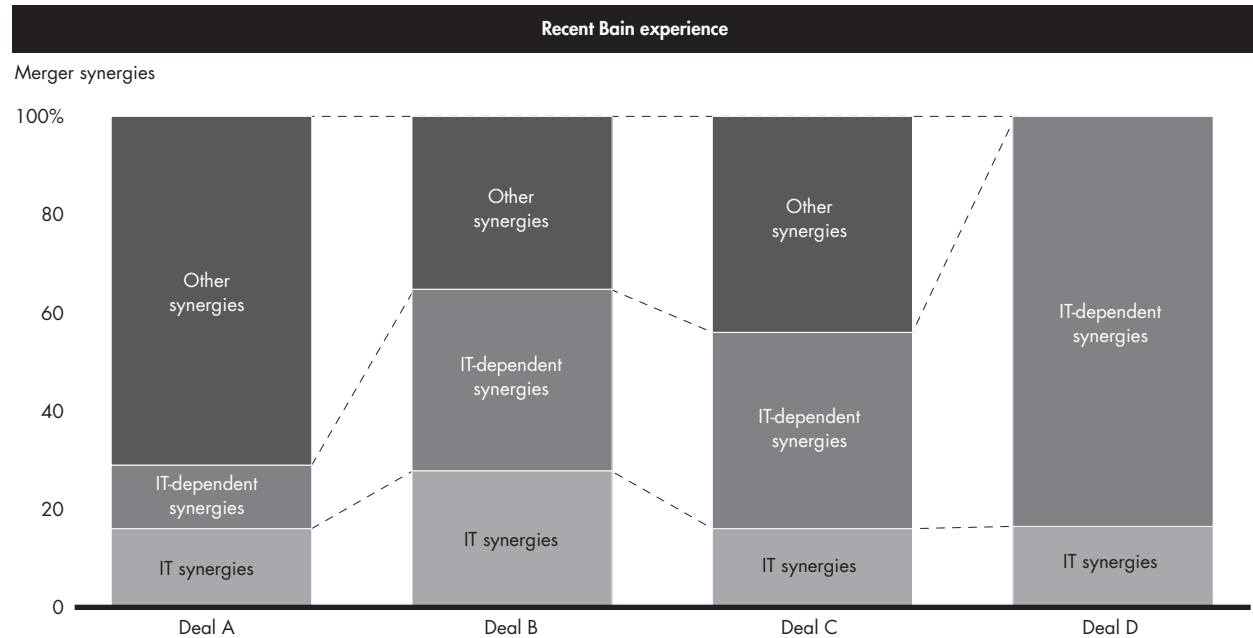 Recent Bain experience
Merger synergies
100%
80
60
40
20
0
Other
synergies
IT-dependent
synergies
IT synergies
Other
synergies
IT-dependent
synergies
IT synergies
Other
synergies
IT-dependent
synergies
IT synergies
IT-dependent
synergies
IT synergies
Deal A
Deal B
Deal C
Deal D